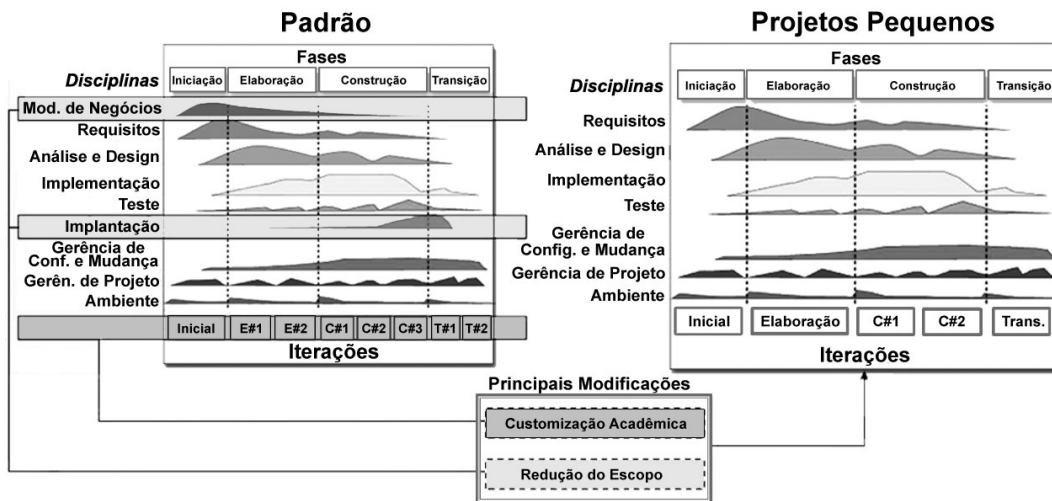 Padrão
Fases
Disciplinas
Iniciação
Elaboração
Construção
Transição
Mod. de Negócios
Requisitos
Análise e Design
Implementação
Teste
Implantação
Gerência de
Conf. e Mudança
Gerên. de Projeto
Ambiente
Inicial
E#1
E#2
C#1
C#2
C#3
T#1
T#2
Iterações
Projetos Pequenos
Fases
Disciplinas
Iniciação
Elaboração
Construção
Transição
Requisitos
Análise e Design
Implementação
Teste
Gerência de
Config. e Mudança
Gerência de Projeto
Ambiente
Inicial
Elaboração
C#1
C#2
Trans.
Iterações
Principais Modificações
Customização Acadêmica
Redução do Escopo